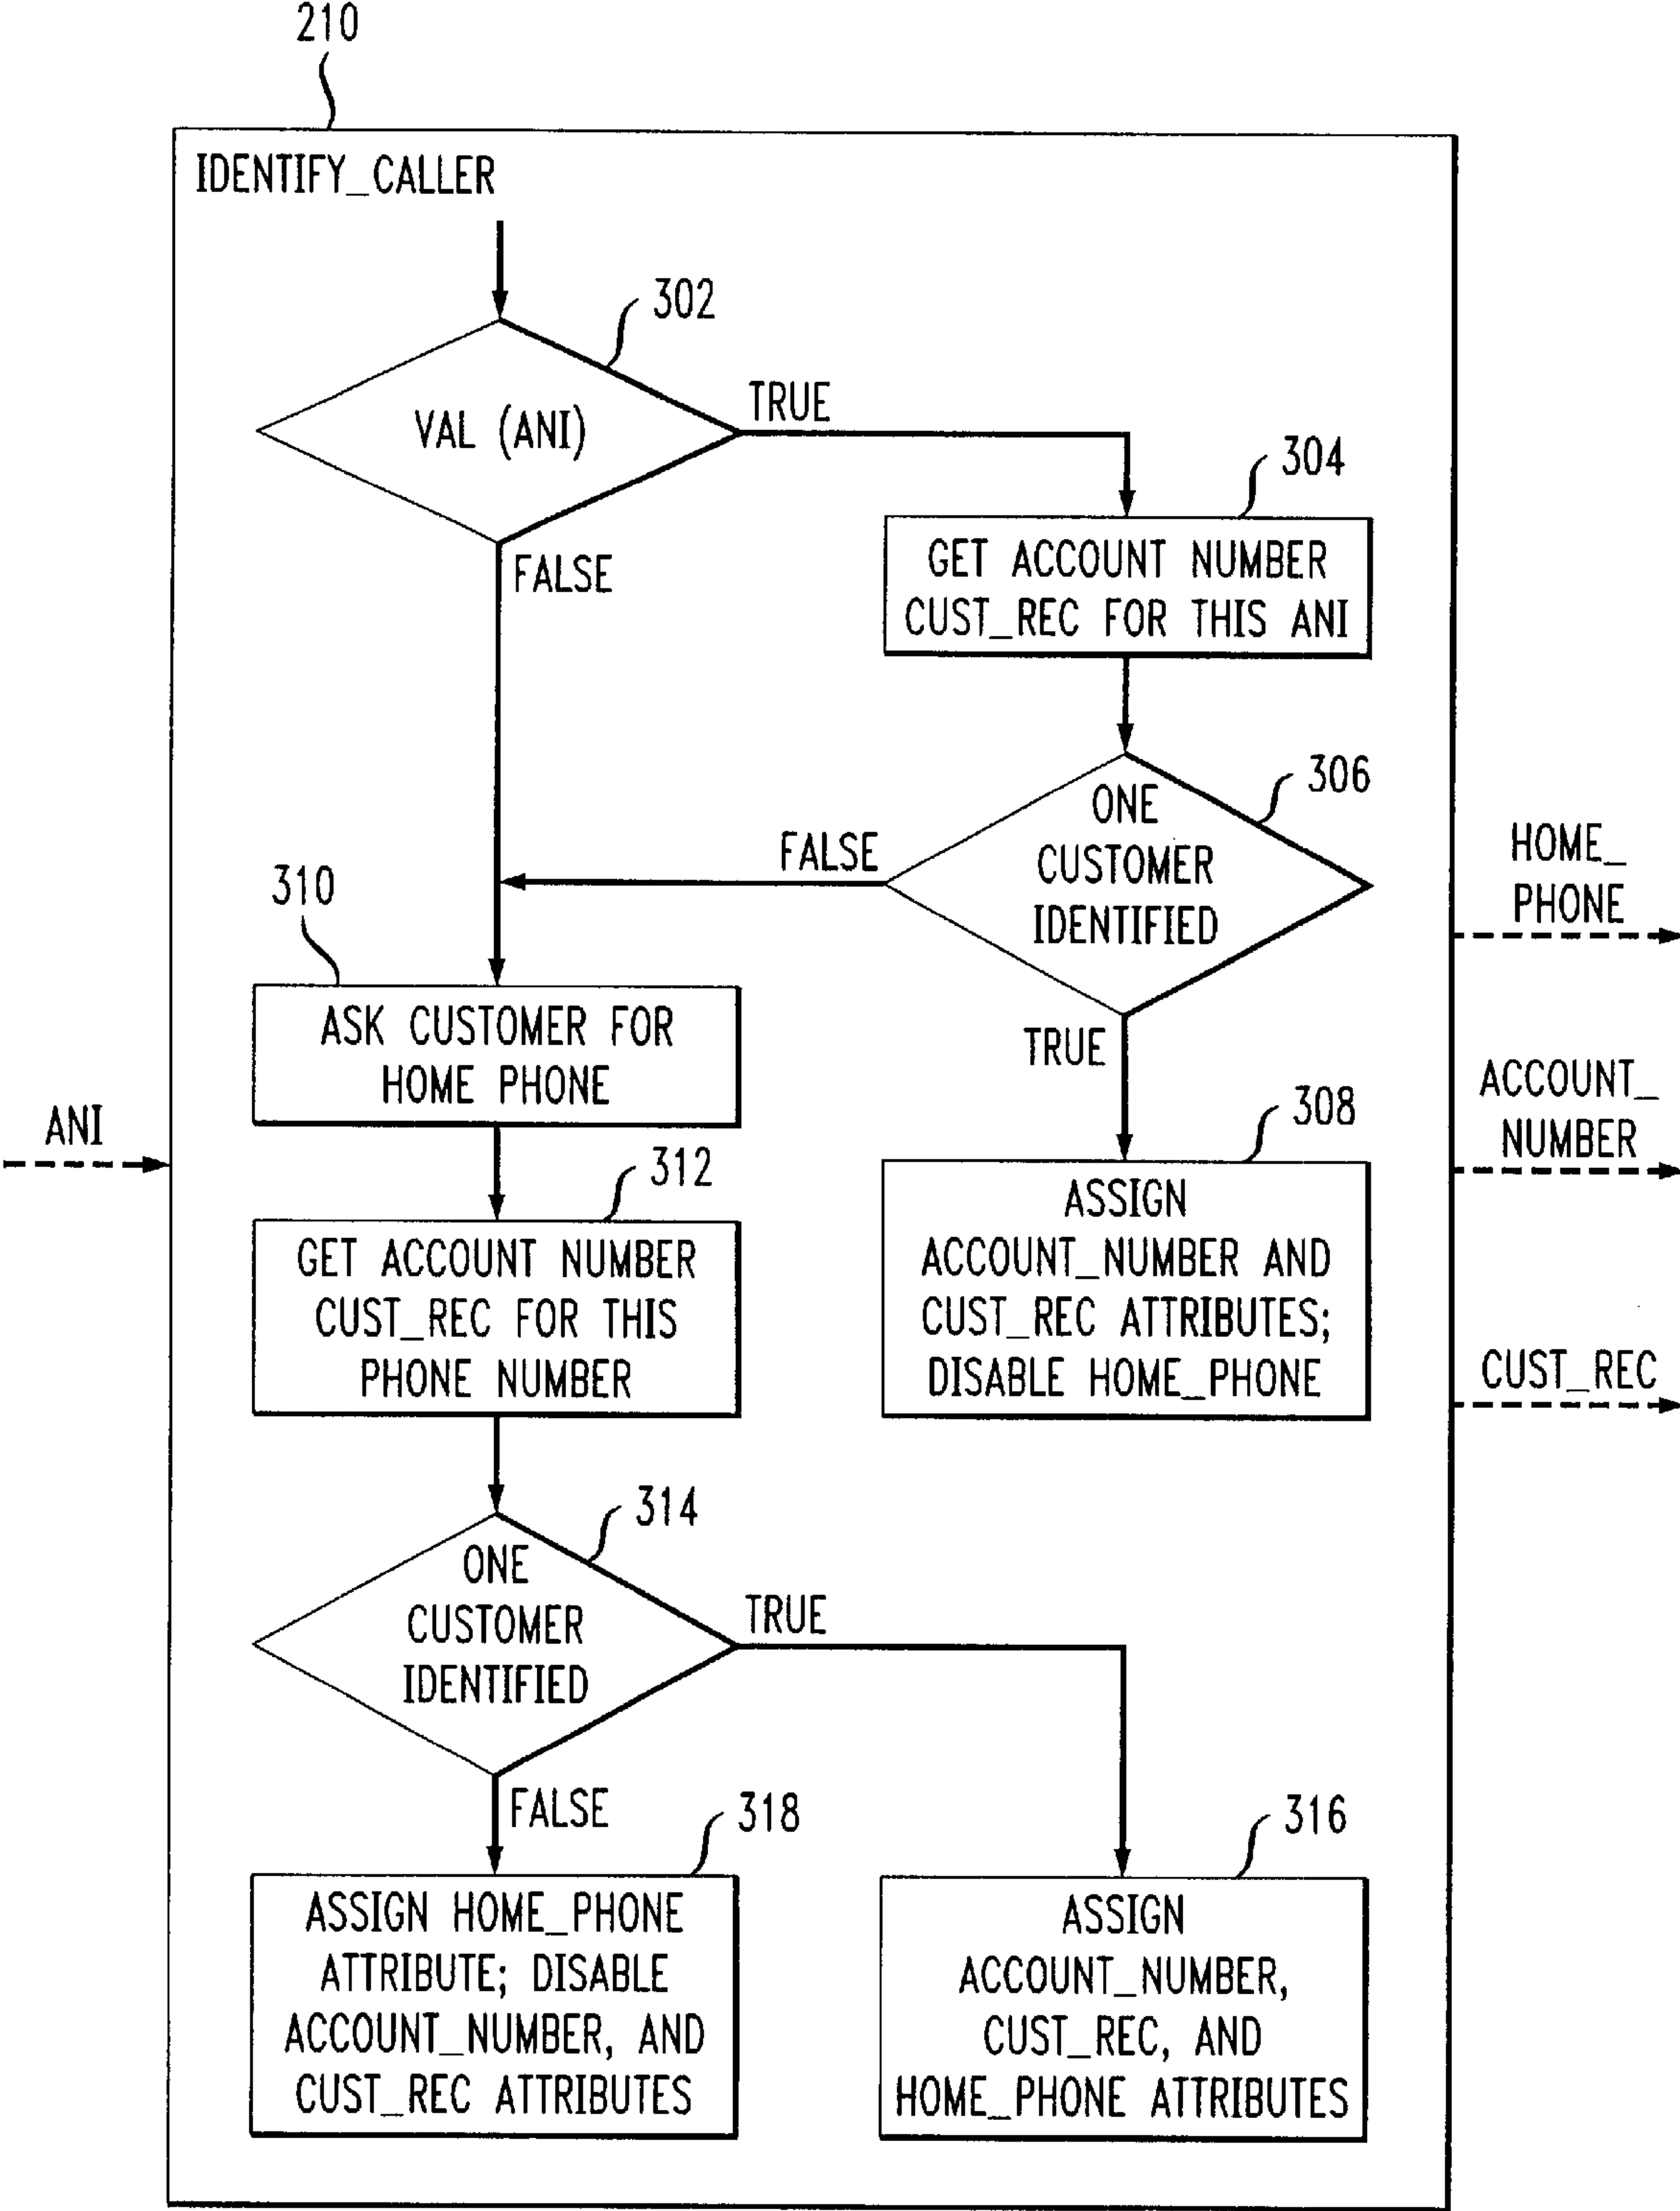 210
IDENTIFY_CALLER
302
VAL (ANI)
TRUE
FALSE
304
GET ACCOUNT NUMBER
CUST_REC FOR THIS ANI
306
ONE
CUSTOMER
IDENTIFIED
FALSE
TRUE
HOME_
PHONE
310
ASK CUSTOMER FOR
HOME PHONE
ANI
ACCOUNT_
NUMBER
308
ASSIGN
ACCOUNT_NUMBER AND
CUST_REC ATTRIBUTES;
DISABLE HOME_PHONE
312
GET ACCOUNT NUMBER
CUST_REC FOR THIS
PHONE NUMBER
CUST_REC
314
ONE
CUSTOMER
IDENTIFIED
TRUE
FALSE
318
ASSIGN HOME_PHONE
ATTRIBUTE; DISABLE
ACCOUNT_NUMBER, AND
CUST_REC ATTRIBUTES
316
ASSIGN
ACCOUNT_NUMBER,
CUST_REC, AND
HOME_PHONE ATTRIBUTES